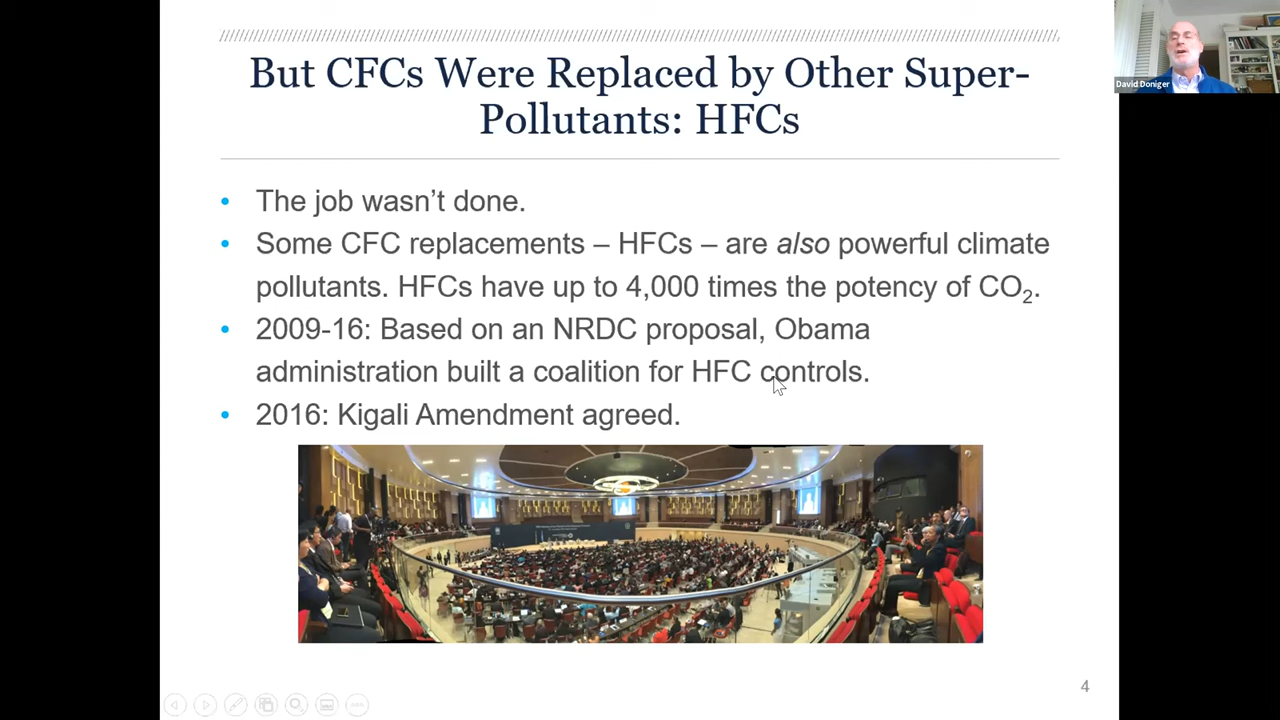 But CFCs Were Replaced by Other Super-
Pollutants: HFCs
David Doniger
• The job wasn’t done.
• Some CFC replacements – HFCs – are also powerful climate
pollutants. HFCs have up to 4,000 times the potency of CO₂.
• 2009-16: Based on an NRDC proposal, Obama
administration built a coalition for HFC controls.
• 2016: Kigali Amendment agreed.
4